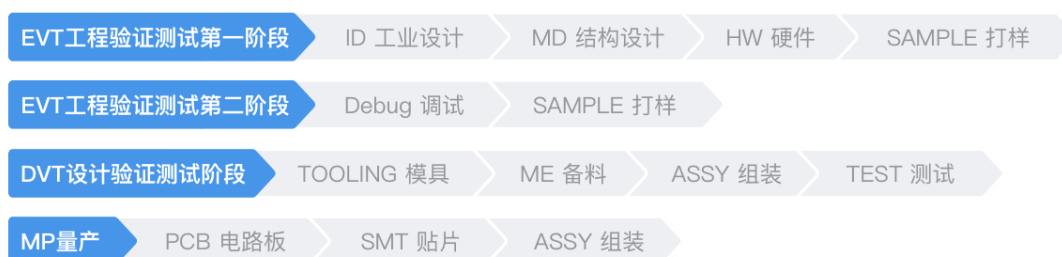 EVT工程验证测试第一阶段 ID 工业设计 MD 结构设计 HW 硬件 SAMPLE 打样
EVT工程验证测试第二阶段 Debug 调试 SAMPLE 打样
DVT设计验证测试阶段 TOOLING 模具 ME 备料 ASSY 组装 TEST 测试
MP量产 PCB 电路板 SMT 贴片 ASSY 组装